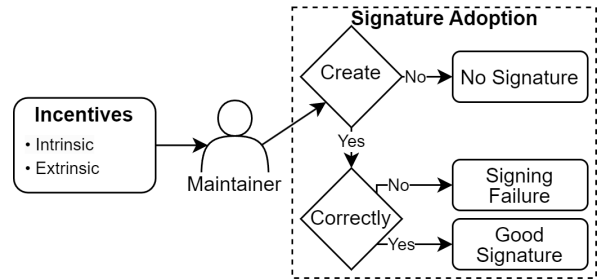 Signature Adoption
Incentives
• Intrinsic
• Extrinsic
Maintainer
Create
No
No Signature
Yes
Correctly
No
Signing
Failure
Yes
Good
Signature